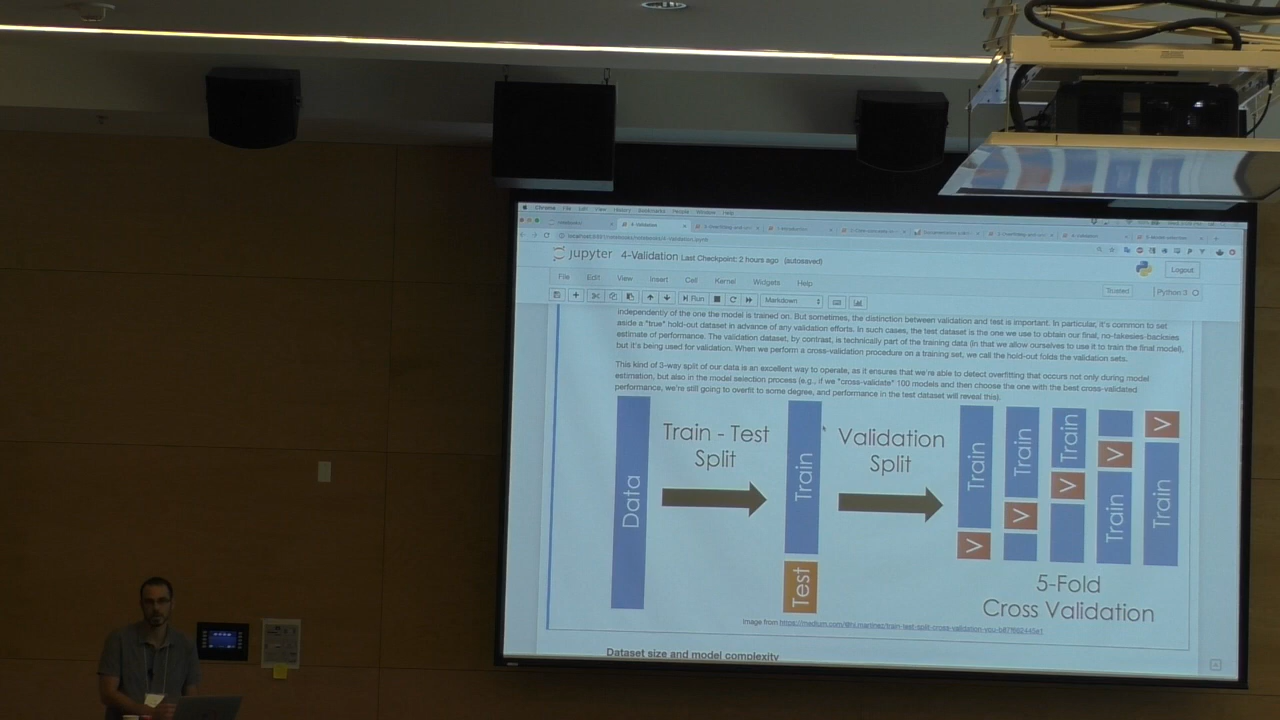 Chrome File Edit View History Bookmarks People Window Help
4-Validation
jupyter 4-Validation Last Checkpoint: 2 hours ago (autosaved)
Logout
File Edit View Insert Cell Kernel Widgets Help
Trusted Python 3
Run Markdown
independently of the one the model is trained on. But sometimes, the distinction between validation and test is important. In particular, it's common to set
aside a "true" hold-out dataset in advance of any validation efforts. In such cases, the test dataset is the one we use to obtain our final, no-takesies-backsies
estimate of performance. The validation dataset, by contrast, is technically part of the training data (in that we allow ourselves to use it to train the final model),
but it's being used for validation. When we perform a cross-validation procedure on a training set, we call the hold-out folds the validation sets.
This kind of 3-way split of our data is an excellent way to operate, as it ensures that we're able to detect overfitting that occurs not only during model
estimation, but also in the model selection process (e.g., if we "cross-validate" 100 models and then choose the one with the best cross-validated
performance, we're still going to overfit to some degree, and performance in the test dataset will reveal this).
Data
Train - Test
Split
Train
Test
Validation
Split
Train
V
Train
V
Train
V
V
Train
V
Train
5-Fold
Cross Validation
Image from
Dataset size and model complexity